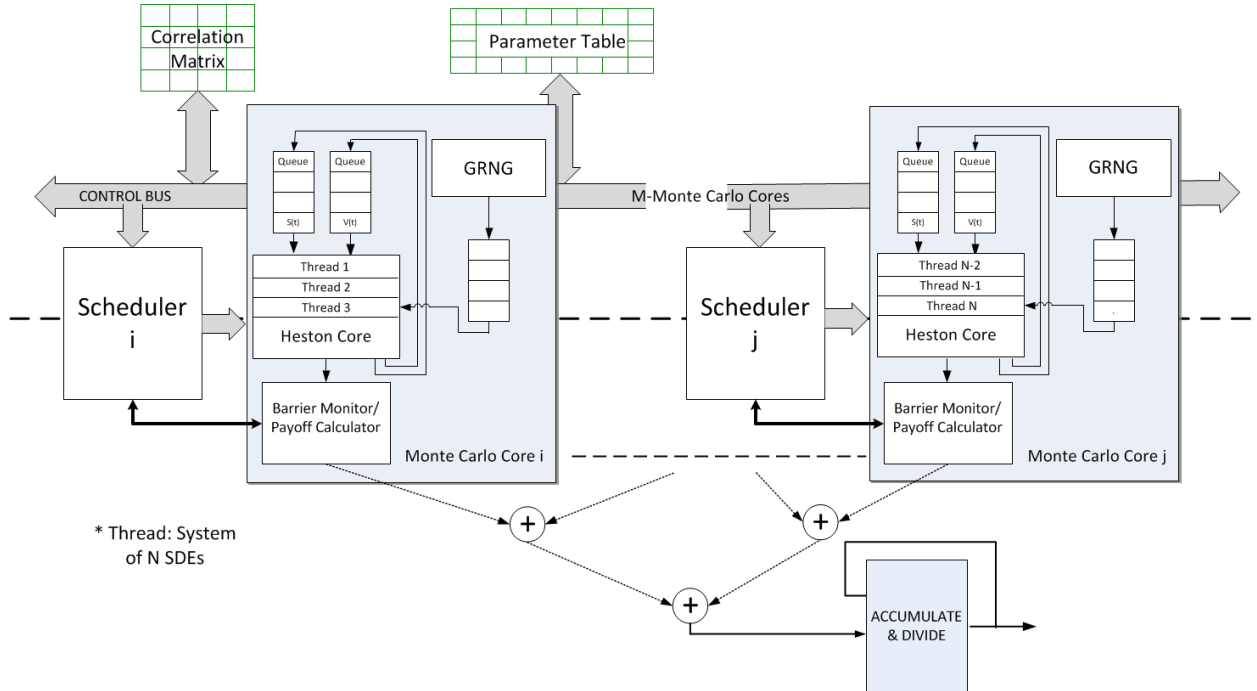 Correlation
Matrix
Parameter Table
CONTROL BUS
M-Monte Carlo Cores
Queue
S(t)
Queue
V(t)
GRNG
Scheduler
i
Thread 1
Thread 2
Thread 3
Heston Core
Barrier Monitor/
Payoff Calculator
Monte Carlo Core i
Queue
S(t)
Queue
V(t)
GRNG
Scheduler
j
Thread N-2
Thread N-1
Thread N
Heston Core
Barrier Monitor/
Payoff Calculator
Monte Carlo Core j
* Thread: System
of N SDEs
+
+
+
ACCUMULATE
& DIVIDE